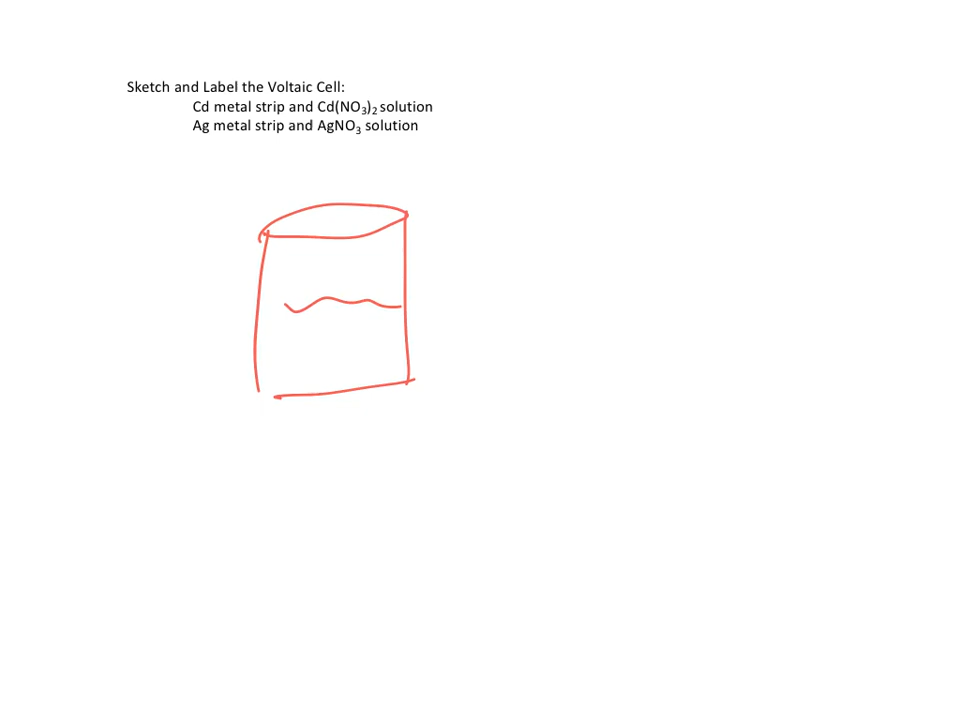 Sketch and Label the Voltaic Cell:
Cd metal strip and Cd(NO₃)₂ solution
Ag metal strip and AgNO₃ solution